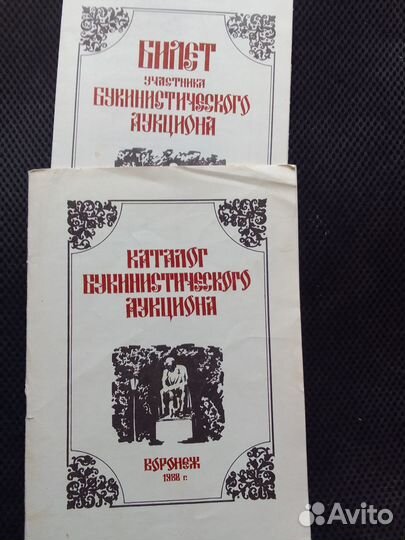 БИЛЕТ
УЧАСТНИКА
БУКИНИСТИЧЕСКОГО
АУКЦИОНА
КАТАЛОГ
БУКИНИСТИЧЕСКОГО
АУКЦИОНА
ВОРОНЕЖ
1988 г.
Avito